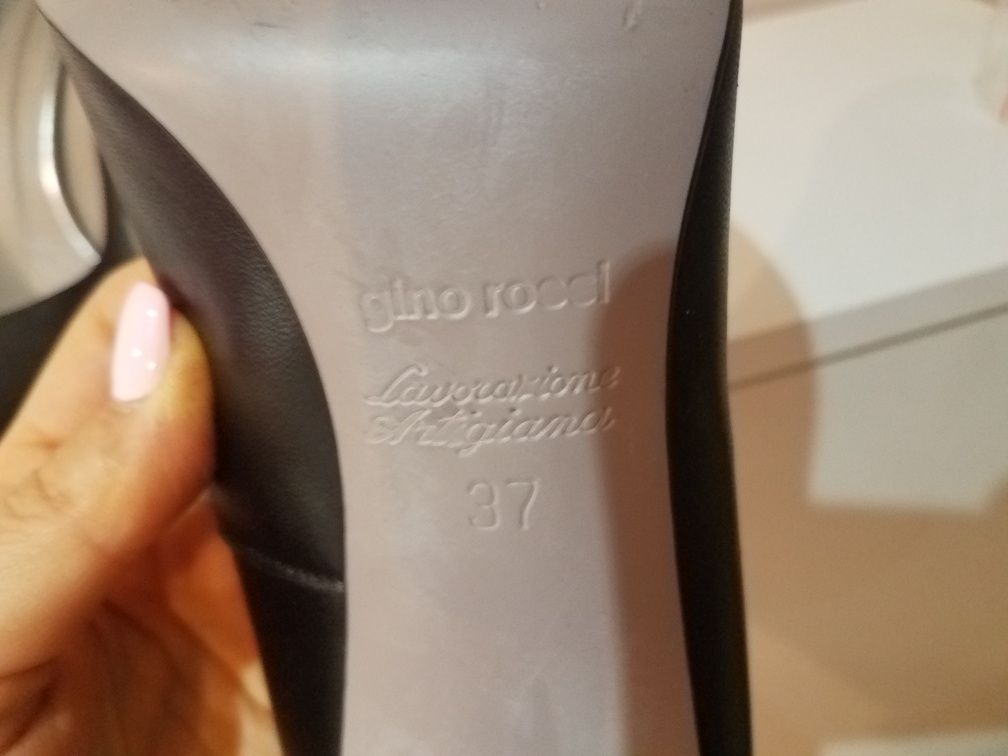 gino rossi
Lavorazione
Artigiana
37